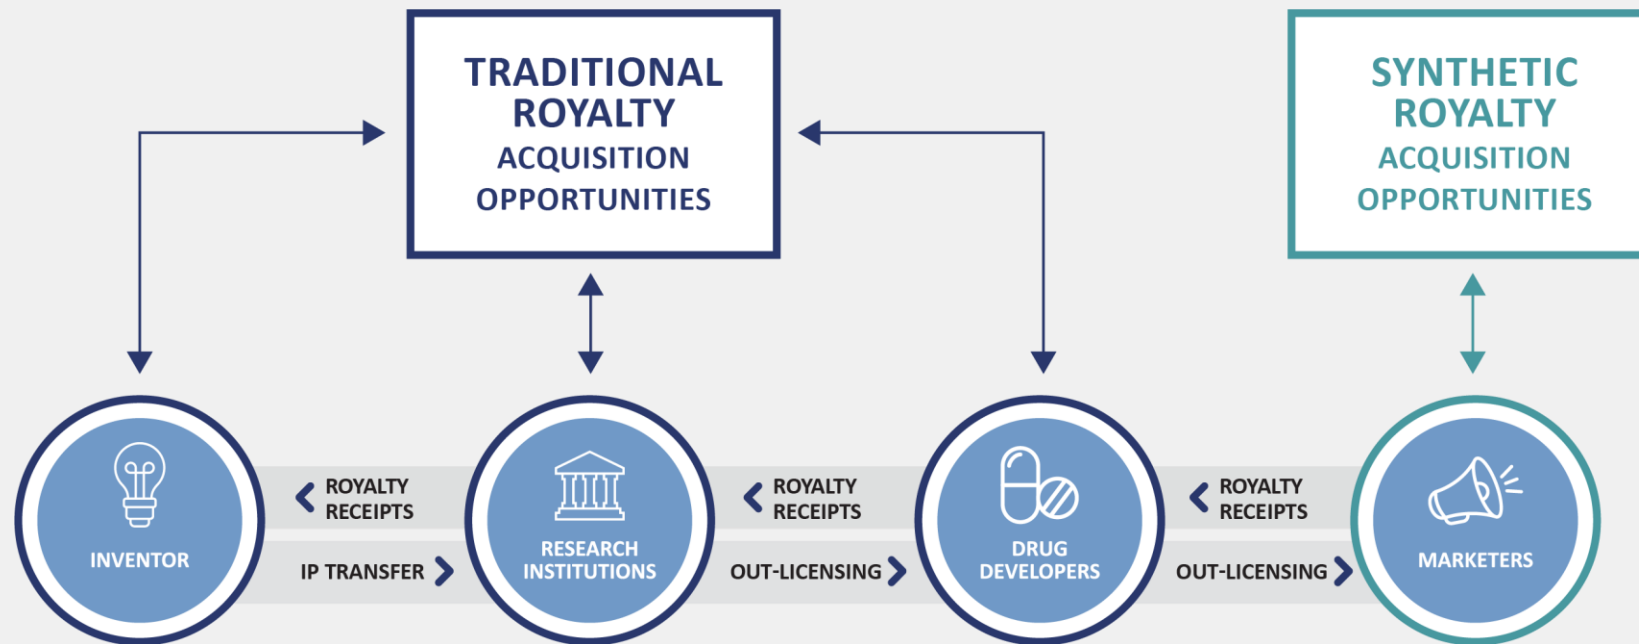 TRADITIONAL
ROYALTY
ACQUISITION
OPPORTUNITIES
SYNTHETIC
ROYALTY
ACQUISITION
OPPORTUNITIES
INVENTOR
ROYALTY
RECEIPTS
IP TRANSFER
RESEARCH
INSTITUTIONS
ROYALTY
RECEIPTS
OUT-LICENSING
DRUG
DEVELOPERS
ROYALTY
RECEIPTS
OUT-LICENSING
MARKETERS